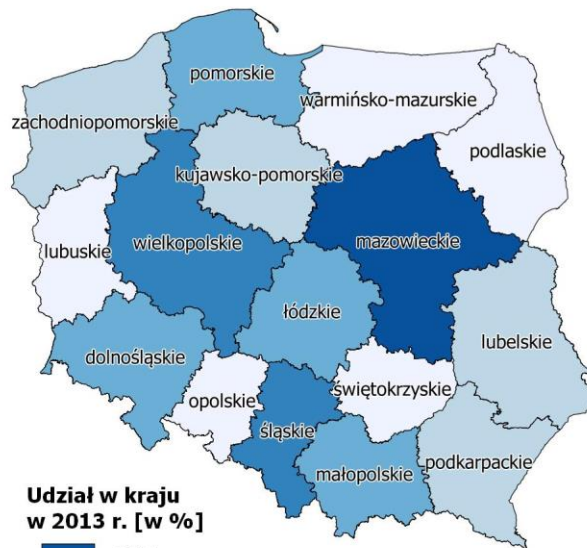 pomorskie
warmińsko-mazurskie
zachodniopomorskie
podlaskie
kujawsko-pomorskie
mazowieckie
wielkopolskie
lubuskie
łódzkie
lubelskie
dolnośląskie
świętokrzyskie
opolskie
śląskie
podkarpackie
małopolskie
Udział w kraju
w 2013 r. [w %]